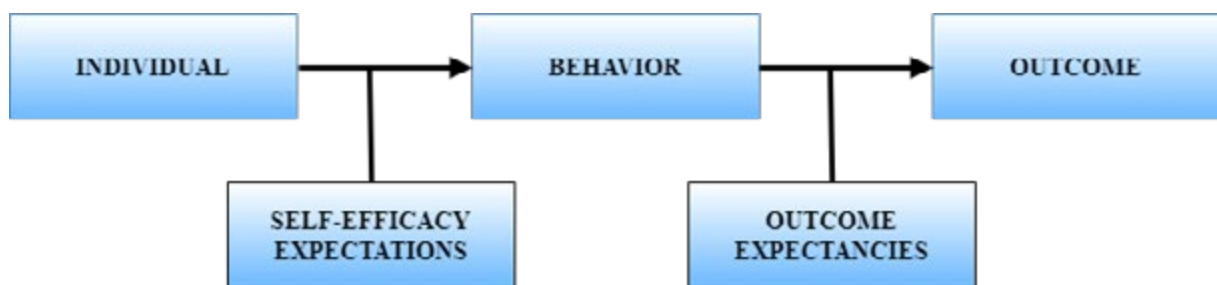 INDIVIDUAL
BEHAVIOR
OUTCOME
SELF-EFFICACY
EXPECTATIONS
OUTCOME
EXPECTANCIES